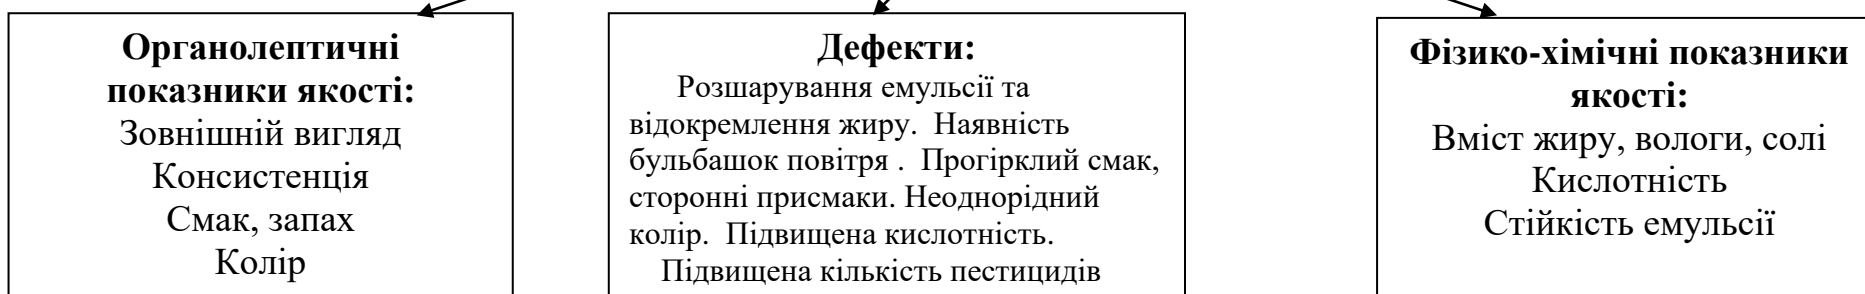 Органолептичні
показники якості:
Зовнішній вигляд
Консистенція
Смак, запах
Колір
Дефекти:
Розшарування емульсії та
відокремлення жиру. Наявність
бульбашок повітря . Прогірклий смак,
сторонні присмаки. Неоднорідний
колір. Підвищена кислотність.
Підвищена кількість пестицидів
Фізико-хімічні показники
якості:
Вміст жиру, вологи, солі
Кислотність
Стійкість емульсії